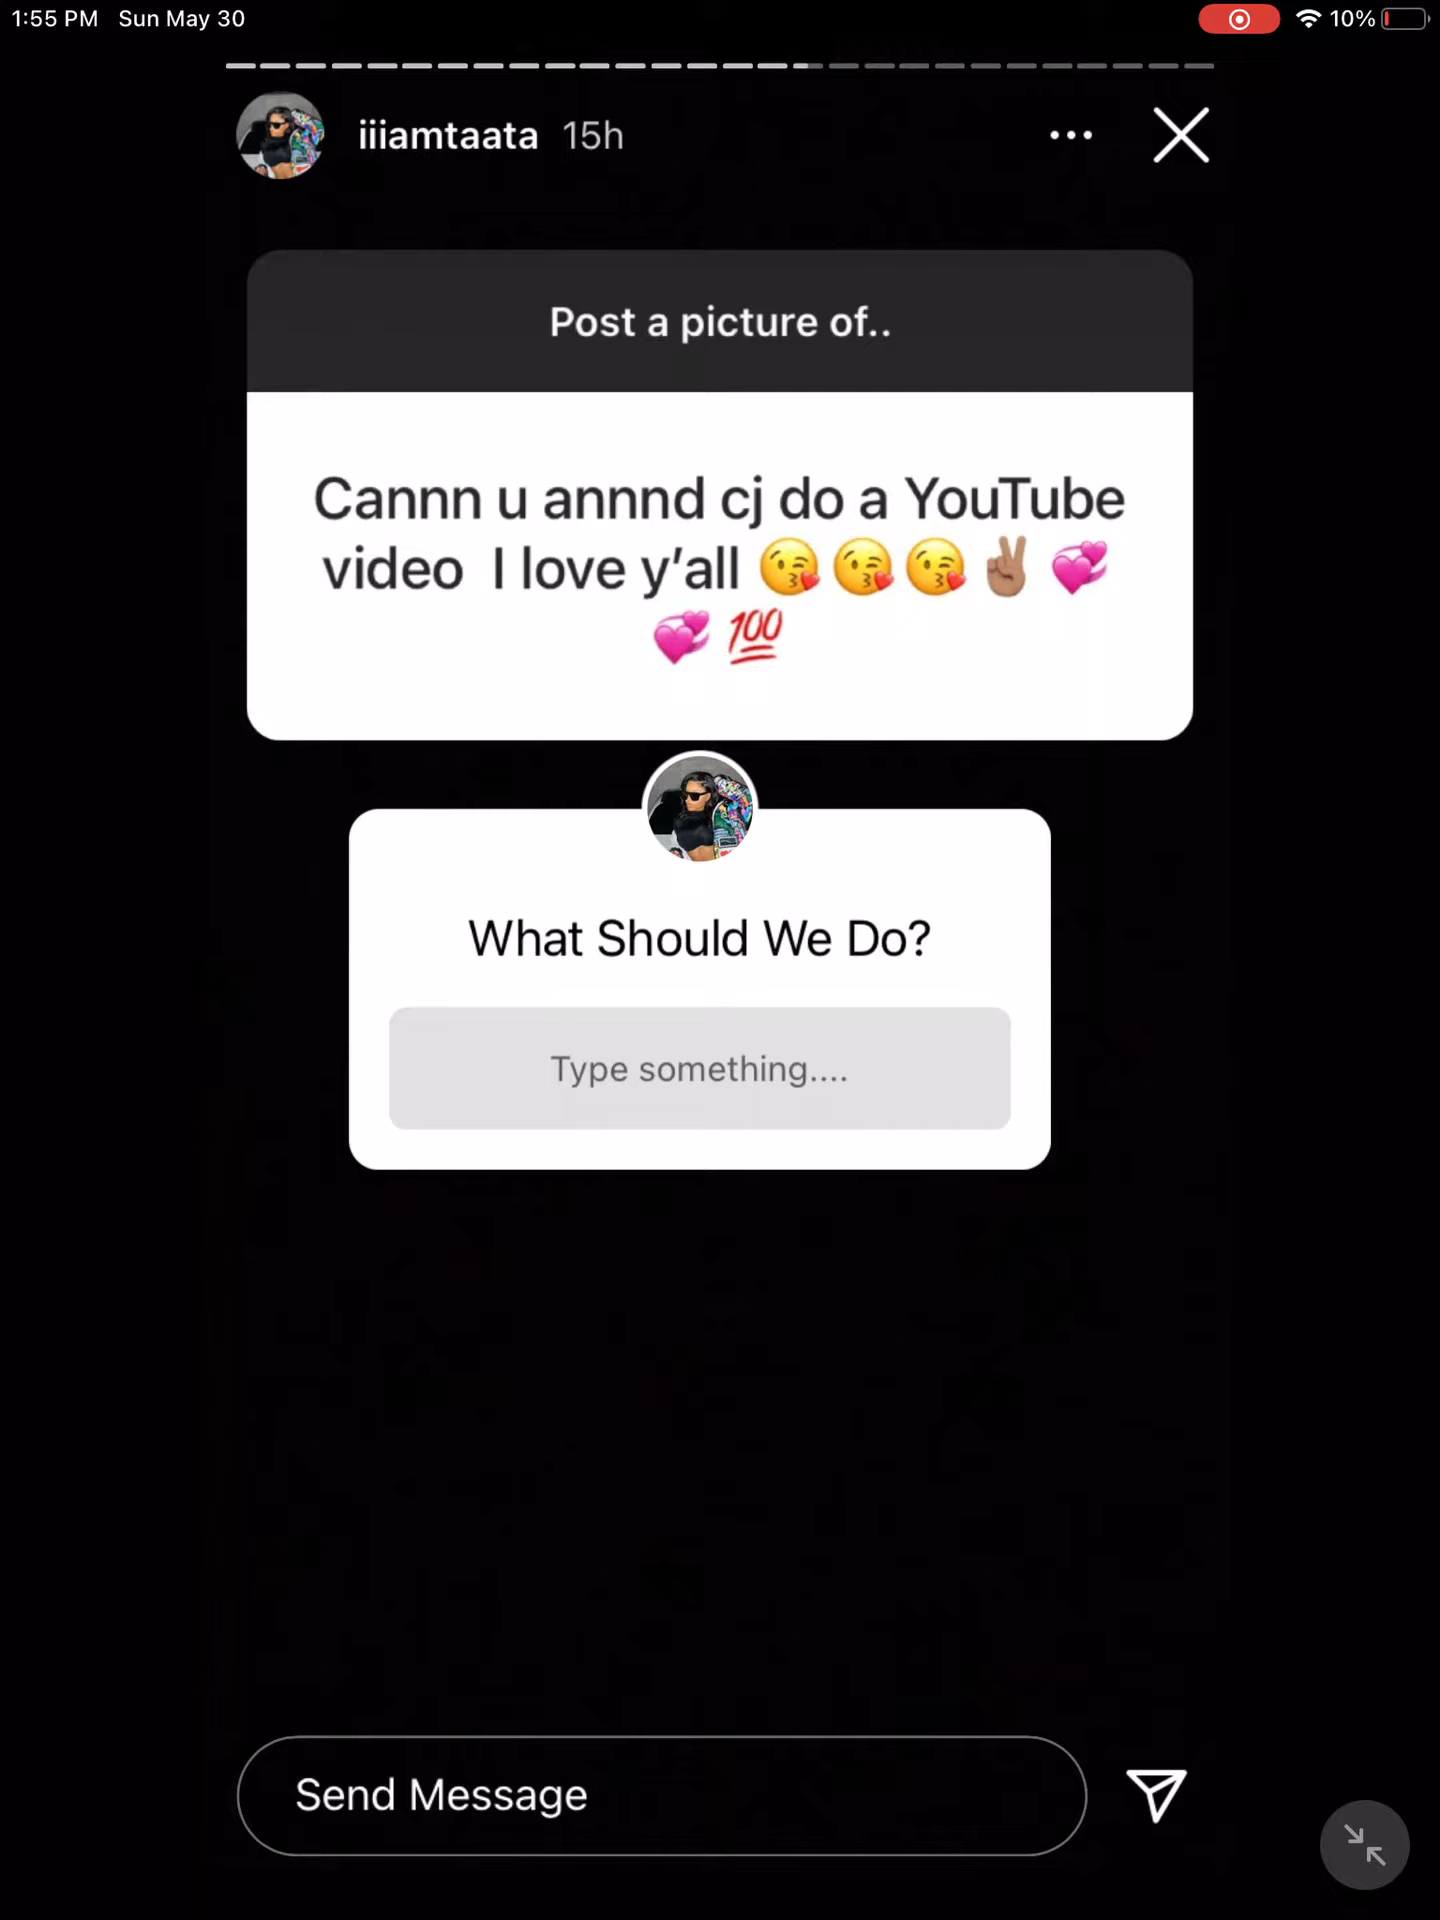 1:55 PM Sun May 30
10%
iiiamtaata 15h
Post a picture of..
Cannn u annnd cj do a YouTube
video I love y’all 😘😘😘✌🏽💞
💞💯
What Should We Do?
Type something....
Send Message